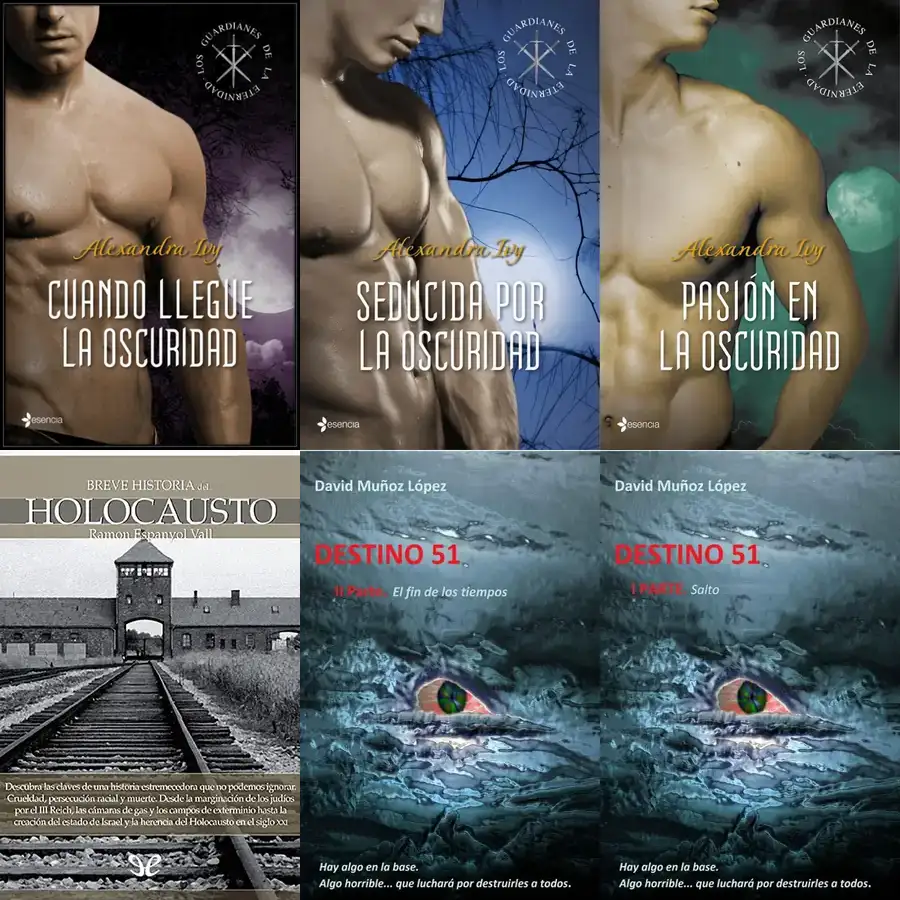 LOS GUARDIANES DE LA ETERNIDAD
Alexandra Ivy
CUANDO LLEGUE
LA OSCURIDAD
esencia
LOS GUARDIANES DE LA ETERNIDAD
Alexandra Ivy
SEDUCIDA POR
LA OSCURIDAD
esencia
LOS GUARDIANES DE LA ETERNIDAD
Alexandra Ivy
PASIÓN EN
LA OSCURIDAD
esencia
BREVE HISTORIA del
HOLOCAUSTO
Ramon Espanyol Vall
Descubra las claves de una historia estremecedora que no podemos ignorar.
Crueldad, persecución racial y muerte. Desde la marginación de los judíos
por el III Reich, las cámaras de gas y los campos de exterminio hasta la
creación del estado de Israel y la herencia del Holocausto en el siglo XXI
David Muñoz López
DESTINO 51
II Parte. El fin de los tiempos
Hay algo en la base.
Algo horrible... que luchará por destruirles a todos.
David Muñoz López
DESTINO 51
I PARTE. Salto
Hay algo en la base.
Algo horrible... que luchará por destruirles a todos.